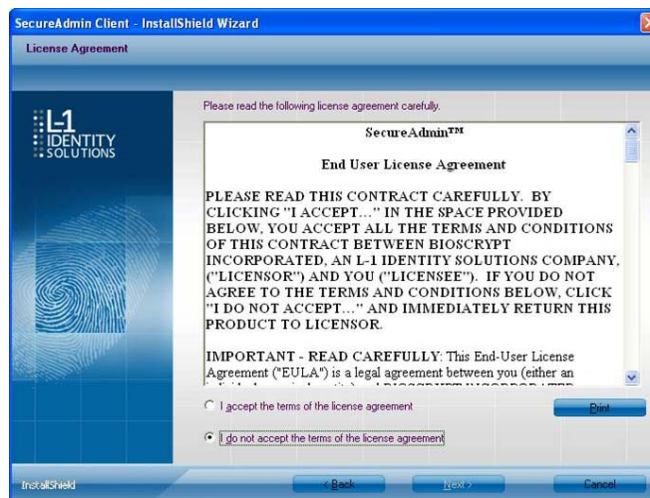 SecureAdmin Client - InstallShield Wizard
License Agreement
L-1
IDENTITY
SOLUTIONS
Please read the following license agreement carefully.
SecureAdmin™
End User License Agreement
PLEASE READ THIS CONTRACT CAREFULLY. BY
CLICKING "I ACCEPT..." IN THE SPACE PROVIDED
BELOW, YOU ACCEPT ALL THE TERMS AND CONDITIONS
OF THIS CONTRACT BETWEEN BIOSCRYPT
INCORPORATED, AN L-1 IDENTITY SOLUTIONS COMPANY,
("LICENSOR") AND YOU ("LICENSEE"). IF YOU DO NOT
AGREE TO THE TERMS AND CONDITIONS BELOW, CLICK
"I DO NOT ACCEPT..." AND IMMEDIATELY RETURN THIS
PRODUCT TO LICENSOR.
IMPORTANT - READ CAREFULLY: This End-User License
Agreement ("EULA") is a legal agreement between you (either an
I accept the terms of the license agreement
Print
I do not accept the terms of the license agreement
InstallShield
< Back
Next >
Cancel